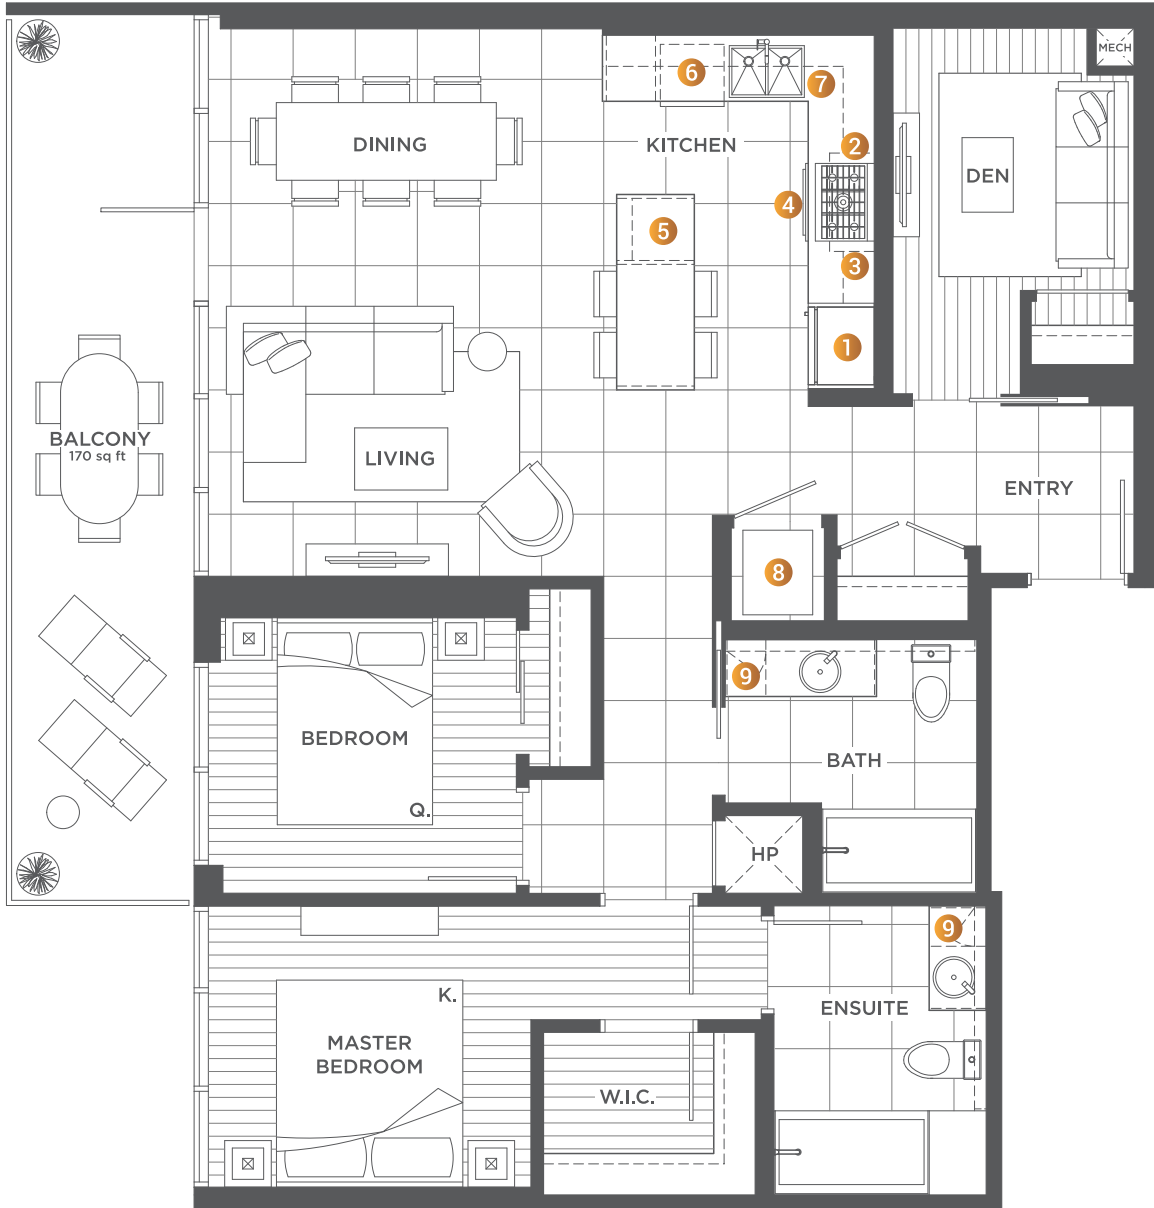 MECH
6
7
DINING
KITCHEN
2
DEN
4
5
3
1
BALCONY
170 sq ft
LIVING
ENTRY
8
9
BEDROOM
BATH
Q.
HP
9
K.
ENSUITE
MASTER
BEDROOM
W.I.C.